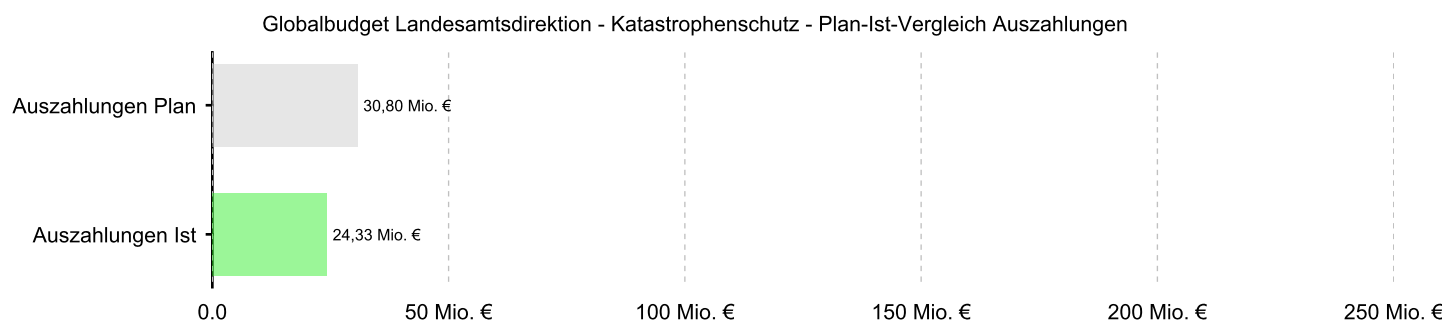 Globalbudget Landesamtsdirektion - Katastrophenschutz - Plan-Ist-Vergleich Auszahlungen
Auszahlungen Plan
30,80 Mio. €
Auszahlungen Ist
24,33 Mio. €
0.0
50 Mio. €
100 Mio. €
150 Mio. €
200 Mio. €
250 Mio. €